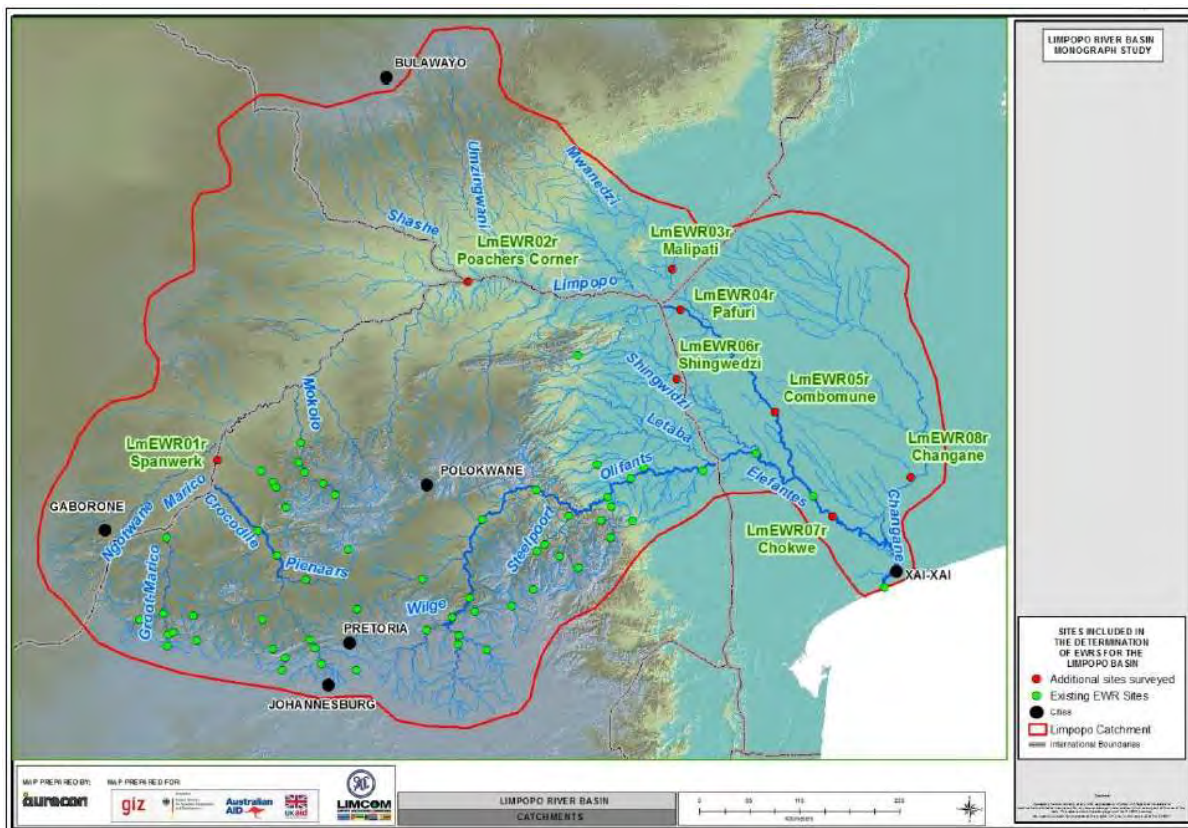 LIMPOPO RIVER BASIN
MONOGRAPH STUDY
BULAWAYO
Umzingwani
Mwanedzi
Shashe
LmEWR03r
Malipati
LmEWR02r
Poachers Corner
Limpopo
LmEWR04r
Pafuri
LmEWR06r
Shingwedzi
Shingwidzi
Mokolo
LmEWR05r
Combomune
Letaba
LmEWR01r
Spanwerk
LmEWR08r
Changane
POLOKWANE
Olifants
Marico
Elefantes
GABORONE
Ngotwane
Crocodile
Changane
Steelpoort
LmEWR07r
Chokwe
Pienaars
XAI-XAI
Groot-Marico
Wilge
PRETORIA
JOHANNESBURG
SITES INCLUDED IN
THE DETERMINATION
OF EWRS FOR THE
LIMPOPO BASIN
Additional sites surveyed
Existing EWR Sites
Cities
Limpopo Catchment
International Boundaries
MAP PREPARED BY:
MAP PREPARED FOR:
aurecon
giz
Australian
AID
UKaid
LIMCOM
LIMPOPO RIVER BASIN
CATCHMENTS
Kilometers